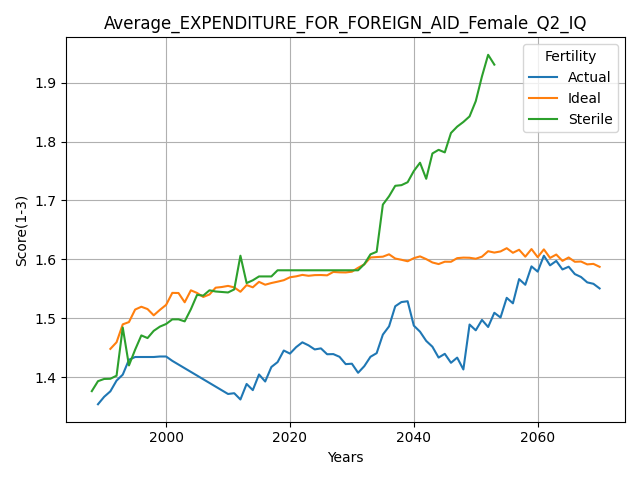 Average_EXPENDITURE_FOR_FOREIGN_AID_Female_Q2_IQ
Fertility
Actual
Ideal
Sterile
Score(1-3)
1.9
1.8
1.7
1.6
1.5
1.4
2000 2020 2040 2060
Years